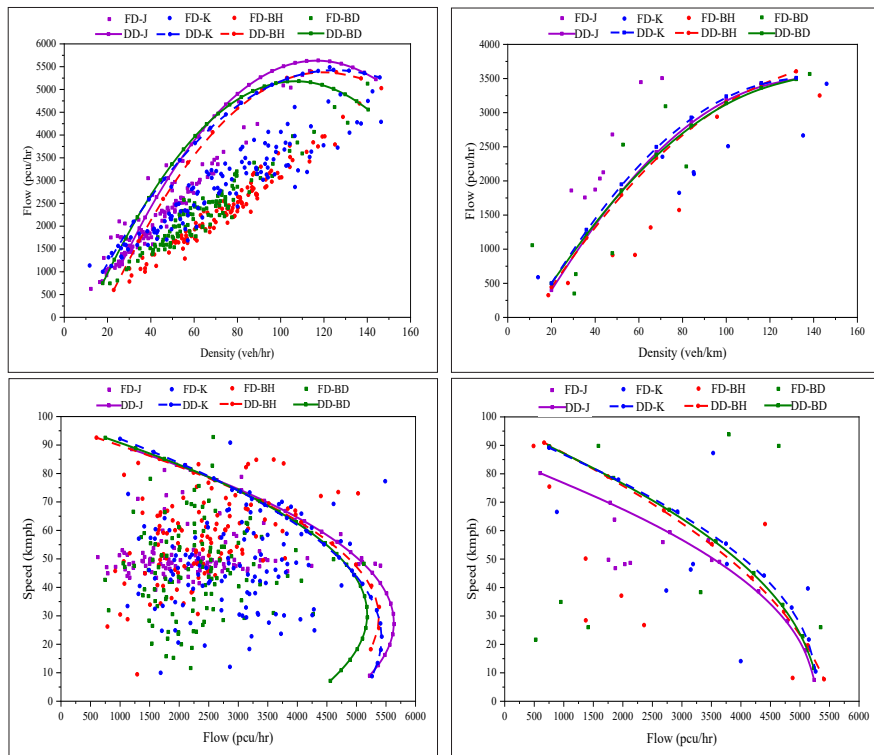 FD-J FD-K FD-BH FD-BD
DD-J DD-K DD-BH DD-BD
6000
5500
5000
4500
4000
3500
3000
2500
2000
1500
1000
500
0
Flow (pcu/hr)
0 20 40 60 80 100 120 140 160
Density (veh/hr)
FD-J FD-K FD-BH FD-BD
DD-J DD-K DD-BH DD-BD
4000
3500
3000
2500
2000
1500
1000
500
0
Flow (pcu/hr)
0 20 40 60 80 100 120 140 160
Density (veh/km)
FD-J FD-K FD-BH FD-BD
DD-J DD-K DD-BH DD-BD
100
90
80
70
60
50
40
30
20
10
0
Speed (kmph)
0 500 1000 1500 2000 2500 3000 3500 4000 4500 5000 5500 6000
Flow (pcu/hr)
FD-J FD-K FD-BH FD-BD
DD-J DD-K DD-BH DD-BD
100
90
80
70
60
50
40
30
20
10
0
Speed (kmph)
0 500 1000 1500 2000 2500 3000 3500 4000 4500 5000 5500 6000
Flow (pcu/hr)